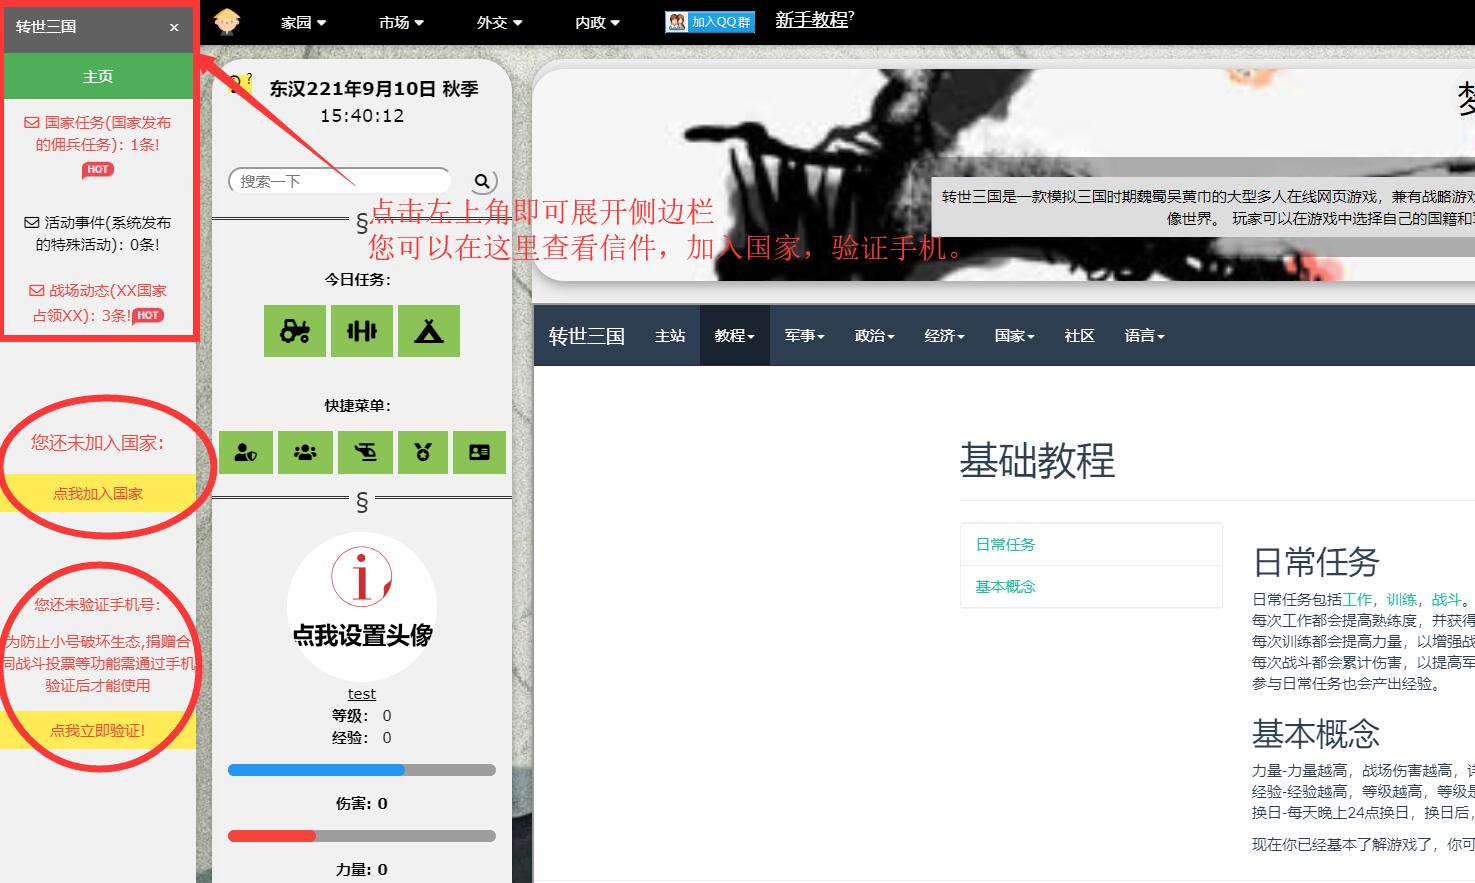 转世三国
×
主页
国家任务(国家发布
的佣兵任务): 1条!
HOT
活动事件(系统发布
的特殊活动): 0条!
战场动态(XX国家
占领XX): 3条!HOT
您还未加入国家:
点我加入国家
您还未验证手机号:
为防止小号破坏生态,捐赠合
同战斗投票等功能需通过手机
验证后才能使用
点我立即验证!
家园
市场
外交
内政
加入QQ群
新手教程?
?
东汉221年9月10日 秋季
15:40:12
搜索一下
§
点击左上角即可展开侧边栏
您可以在这里查看信件，加入国家，验证手机。
今日任务:
快捷菜单:
§
i
点我设置头像
test
等级: 0
经验: 0
伤害: 0
力量: 0
转世三国是一款模拟三国时期魏蜀吴黄巾的大型多人在线网页游戏，兼有战略游戏
像世界。 玩家可以在游戏中选择自己的国籍和
转世三国
主站
教程
军事
政治
经济
国家
社区
语言
基础教程
日常任务
基本概念
日常任务
日常任务包括工作，训练，战斗。
每次工作都会提高熟练度，并获得
每次训练都会提高力量，以增强战
每次战斗都会累计伤害，以提高军
参与日常任务也会产出经验。
基本概念
力量-力量越高，战场伤害越高，
经验-经验越高，等级越高，等级是
换日-每天晚上24点换日，换日后，
现在你已经基本了解游戏了，你可